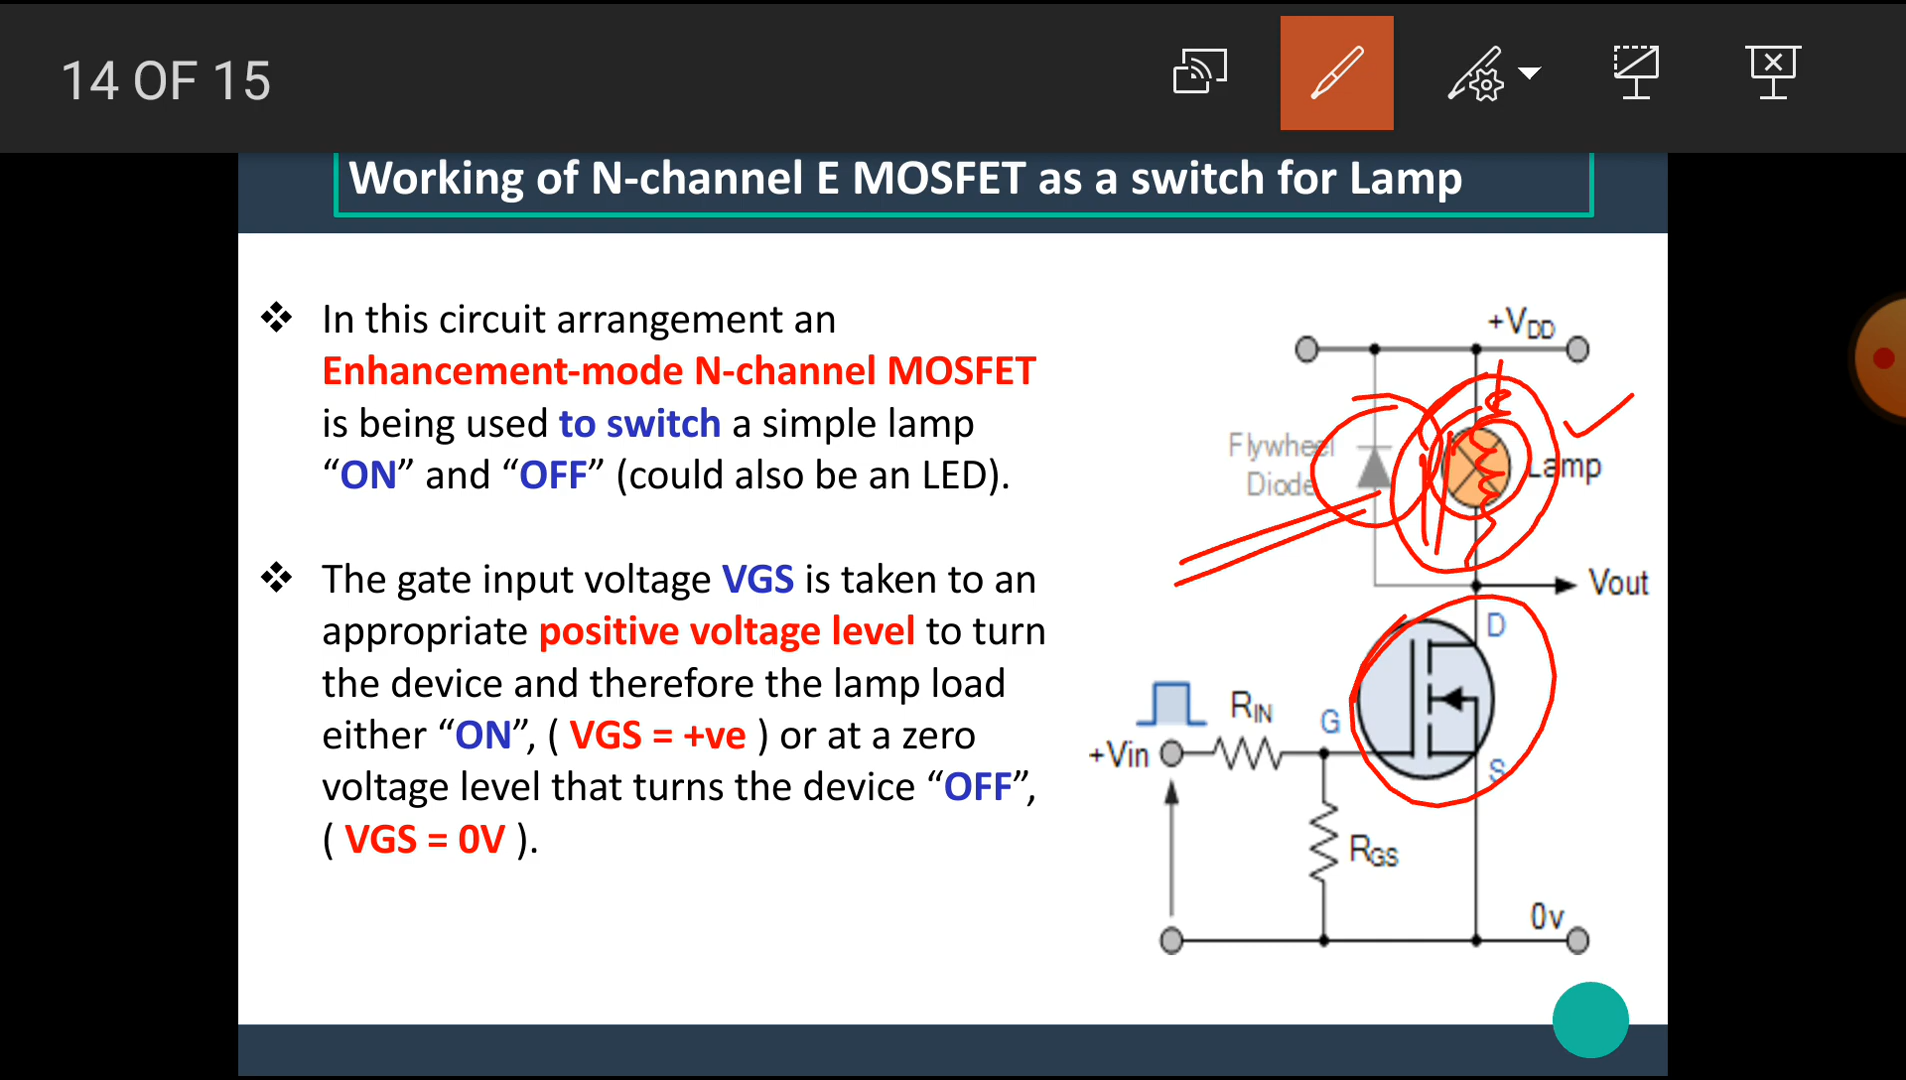 14 OF 15
Working of N-channel E MOSFET as a switch for Lamp
❖ In this circuit arrangement an
Enhancement-mode N-channel MOSFET
is being used to switch a simple lamp
“ON” and “OFF” (could also be an LED).
❖ The gate input voltage VGS is taken to an
appropriate positive voltage level to turn
the device and therefore the lamp load
either “ON”, ( VGS = +ve ) or at a zero
voltage level that turns the device “OFF”,
( VGS = 0V ).
+VDD
Flywheel
Diode
Lamp
Vout
D
RIN
G
+Vin
S
RGS
0v